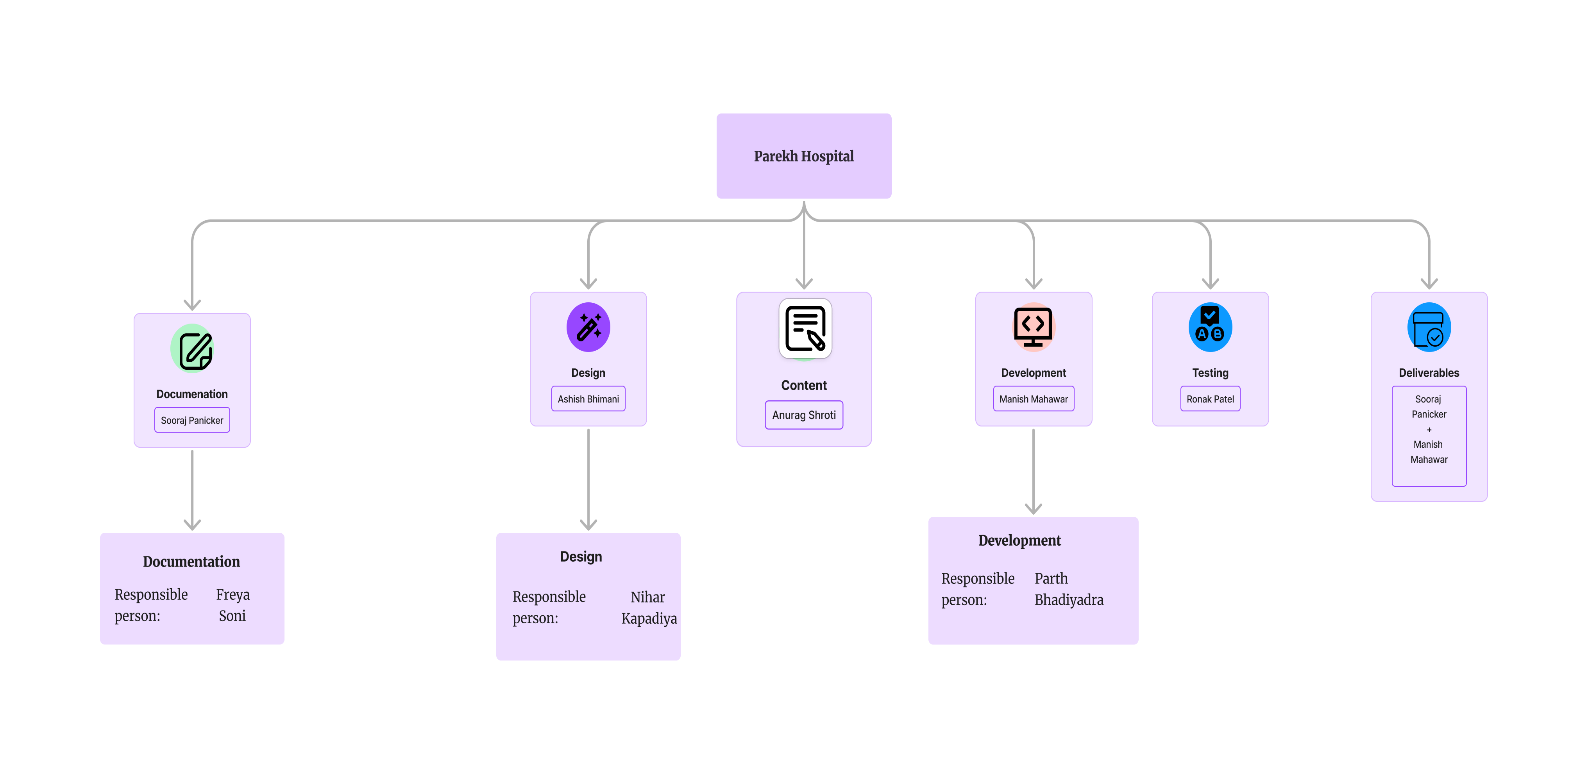 Parekh Hospital
Documenation
Sooraj Panicker
Design
Ashish Bhimani
Content
Anurag Shroti
Development
Manish Mahawar
Testing
A B
Ronak Patel
Deliverables
Sooraj
Panicker
+
Manish
Mahawar
Documentation
Responsible Freya
person: Soni
Design
Responsible Nihar
person: Kapadiya
Development
Responsible Parth
person: Bhadiyadra